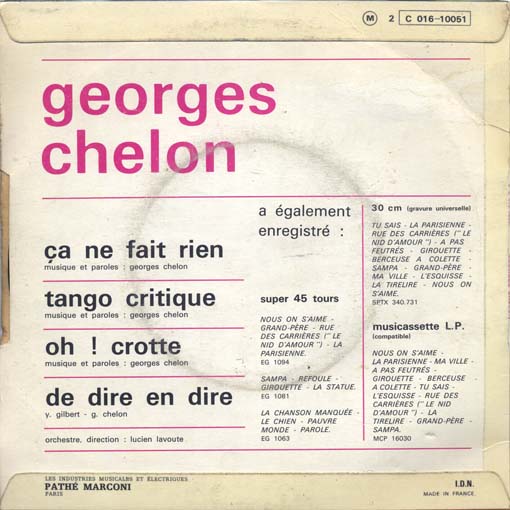 Ⓜ 2 C 016-10051
georges
chelon
ça ne fait rien
musique et paroles : georges chelon
tango critique
musique et paroles : georges chelon
oh ! crotte
musique et paroles : georges chelon
de dire en dire
y. gilbert - g. chelon
orchestre, direction : lucien lavoute
a également
enregistré :
super 45 tours
NOUS ON S'AIME -
GRAND-PÈRE - RUE
DES CARRIÈRES ("LE
NID D'AMOUR") - LA
PARISIENNE.
EG 1094
SAMPA - REFOULE -
GIROUETTE - LA STATUE.
EG 1081
LA CHANSON MANQUÉE -
LE CHIEN - PAUVRE
MONDE - PAROLE.
EG 1063
30 cm (gravure universelle)
TU SAIS - LA PARISIENNE -
RUE DES CARRIÈRES ("LE
NID D'AMOUR") - A PAS
FEUTRÉS - GIROUETTE -
BERCEUSE A COLETTE -
SAMPA - GRAND-PÈRE -
MA VILLE - L'ESQUISSE -
LA TIRELIRE - NOUS ON
S'AIME.
SPTX 340.731
musicassette L.P.
(compatible)
NOUS ON S'AIME - LA
PARISIENNE - MA VILLE -
A PAS FEUTRÉS -
GIROUETTE - BERCEUSE
A COLETTE - TU SAIS -
L'ESQUISSE - RUE DES
CARRIÈRES ("LE NID
D'AMOUR") - LA
TIRELIRE - GRAND-PÈRE -
SAMPA.
MCP 16030
LES INDUSTRIES MUSICALES ET ÉLECTRIQUES
PATHÉ MARCONI
PARIS
I.D.N.
MADE IN FRANCE.